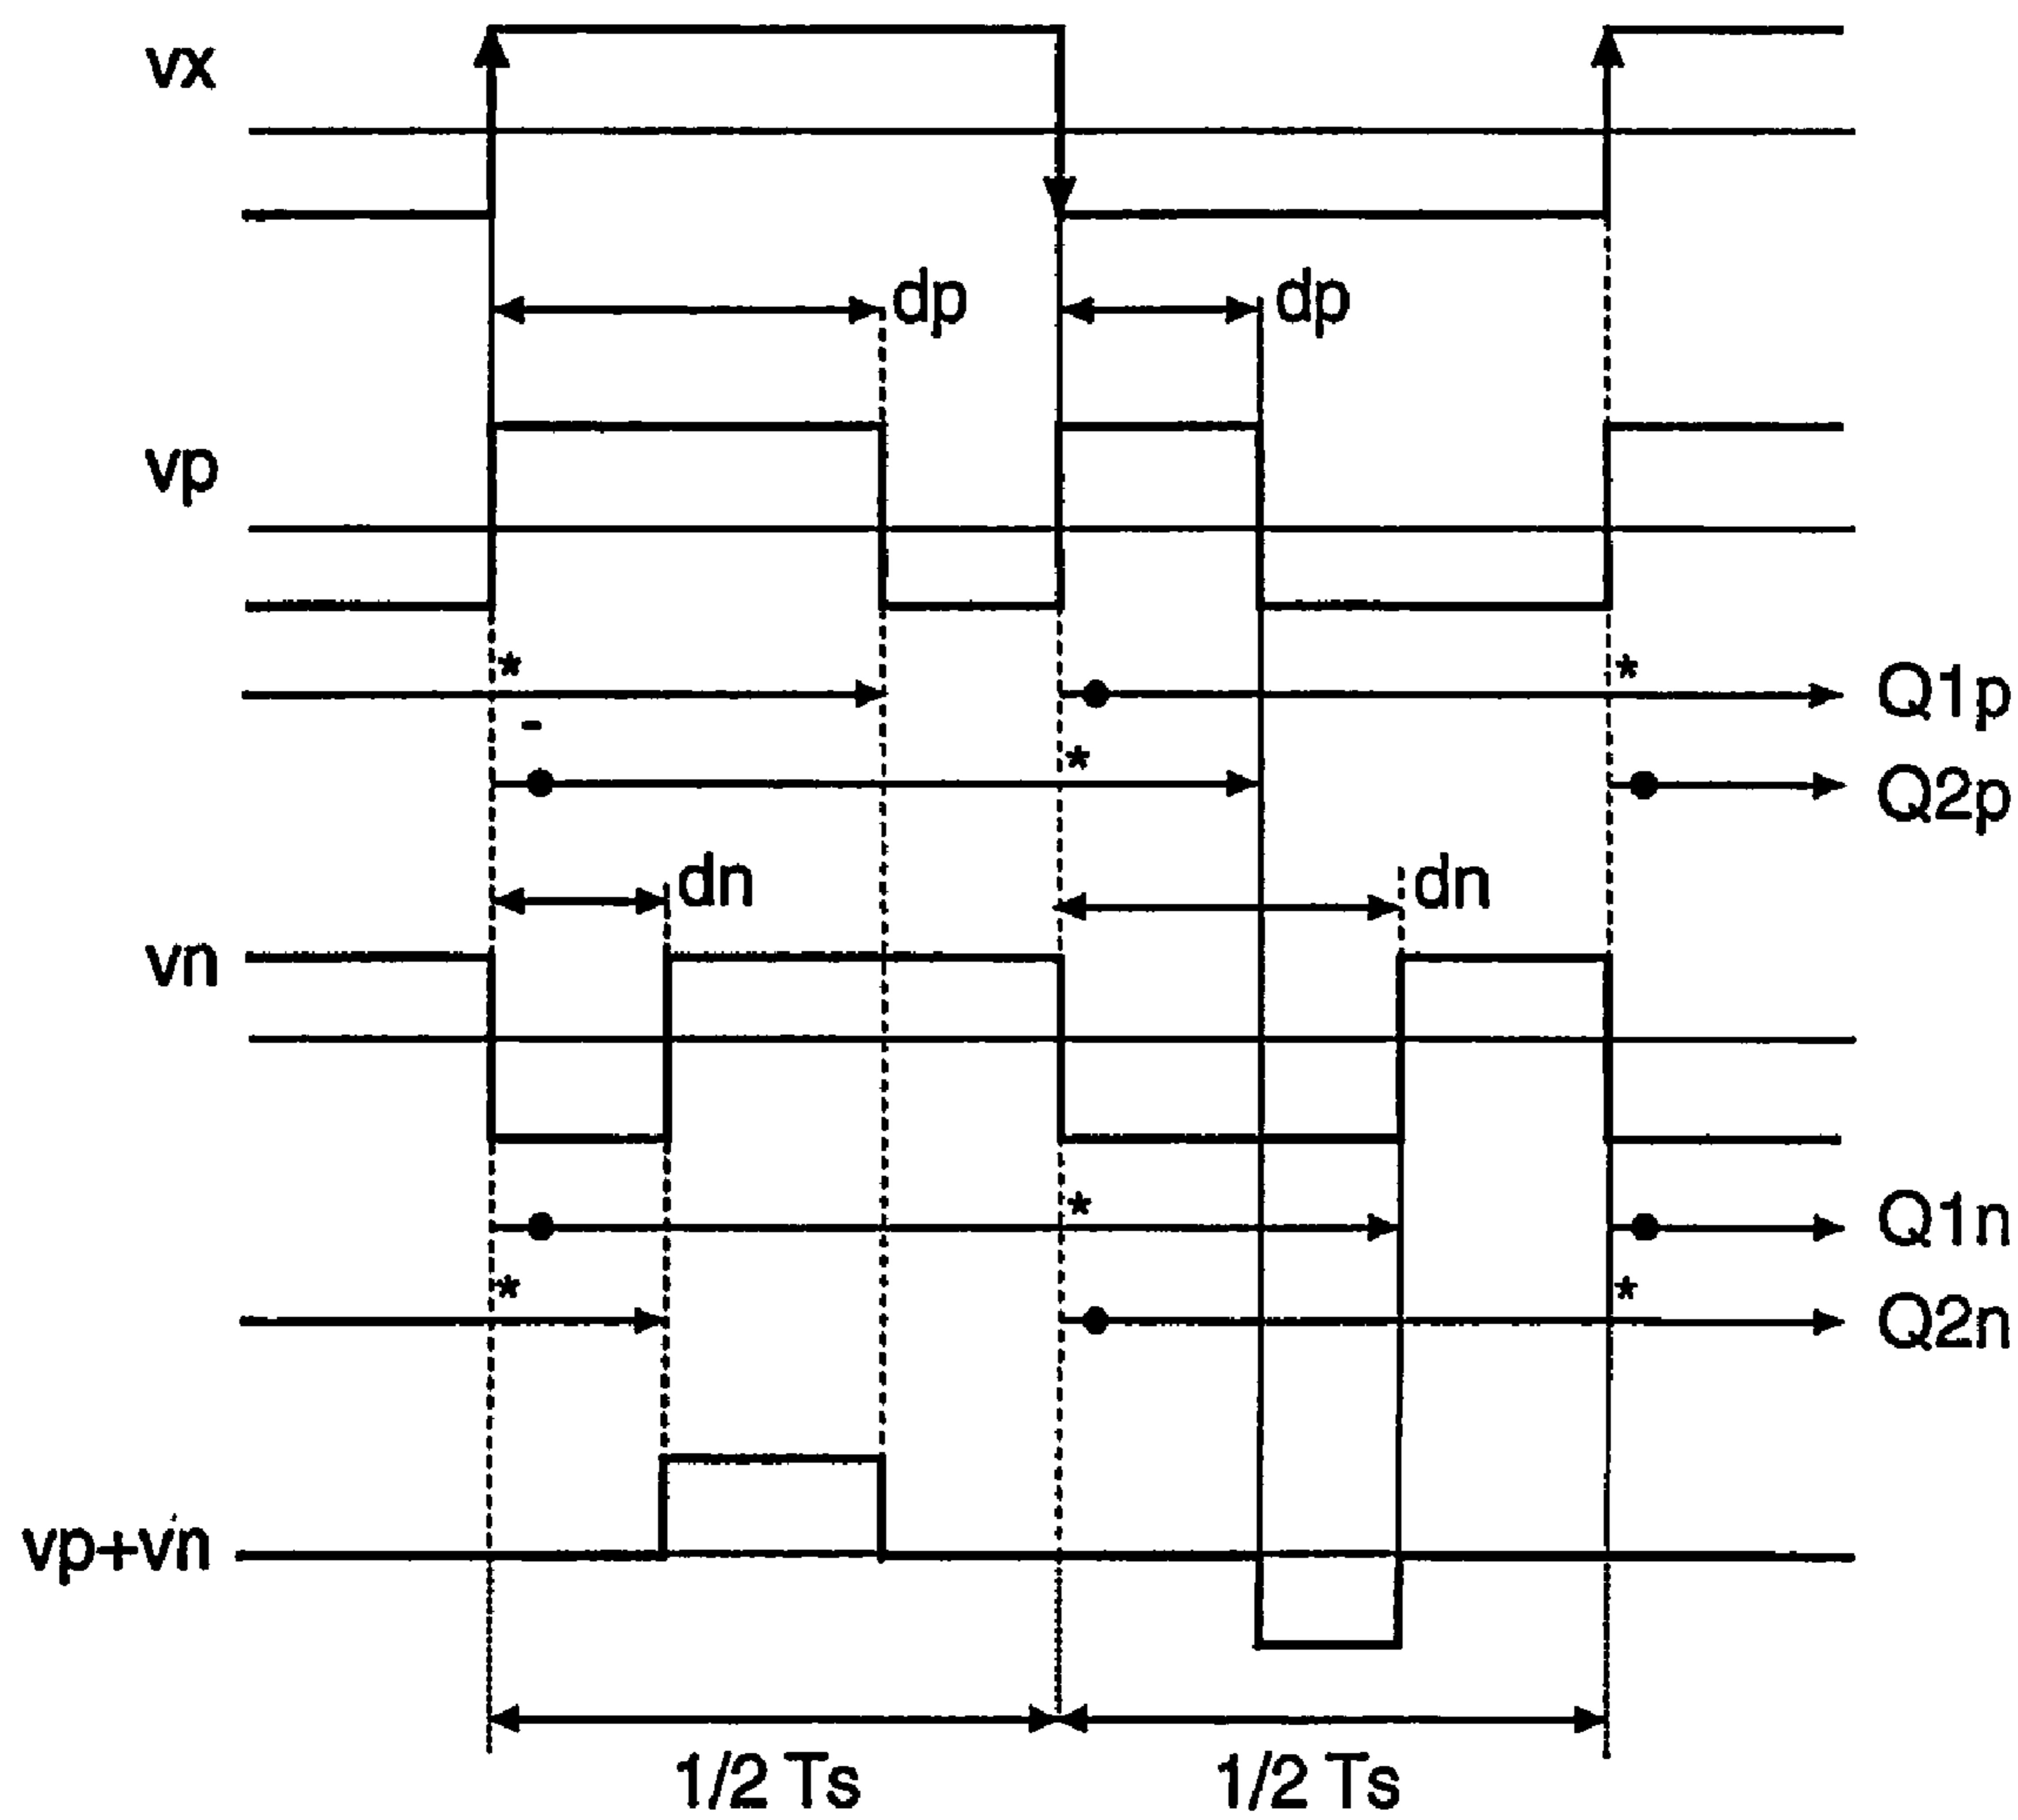 vx
dp dp
vp
*
*
Q1p
-
*
Q2p
dn dn
vn
*
Q1n
*
*
Q2n
vp+vn
1/2 Ts 1/2 Ts